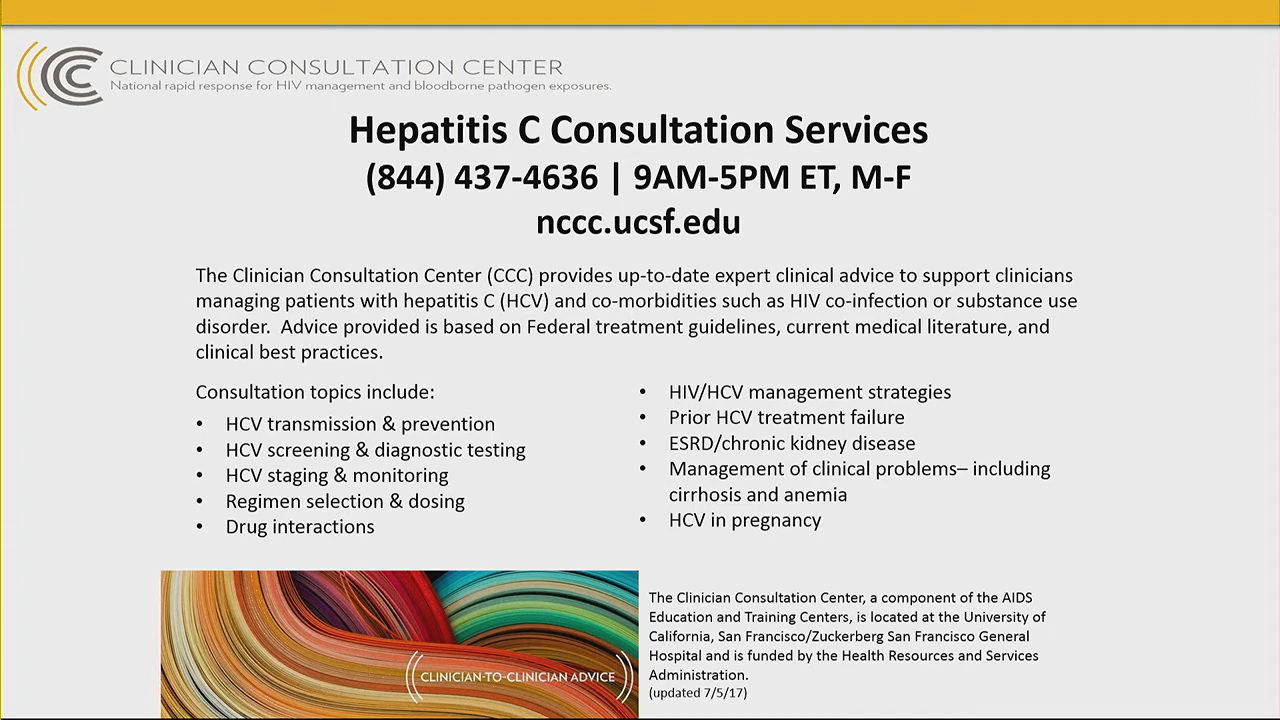 CLINICIAN CONSULTATION CENTER
National rapid response for HIV management and bloodborne pathogen exposures.
Hepatitis C Consultation Services
(844) 437-4636 | 9AM-5PM ET, M-F
nccc.ucsf.edu
The Clinician Consultation Center (CCC) provides up-to-date expert clinical advice to support clinicians
managing patients with hepatitis C (HCV) and co-morbidities such as HIV co-infection or substance use
disorder.  Advice provided is based on Federal treatment guidelines, current medical literature, and
clinical best practices.
Consultation topics include:
• HCV transmission & prevention
• HCV screening & diagnostic testing
• HCV staging & monitoring
• Regimen selection & dosing
• Drug interactions
• HIV/HCV management strategies
• Prior HCV treatment failure
• ESRD/chronic kidney disease
• Management of clinical problems– including
cirrhosis and anemia
• HCV in pregnancy
CLINICIAN-TO-CLINICIAN ADVICE
The Clinician Consultation Center, a component of the AIDS
Education and Training Centers, is located at the University of
California, San Francisco/Zuckerberg San Francisco General
Hospital and is funded by the Health Resources and Services
Administration.
(updated 7/5/17)